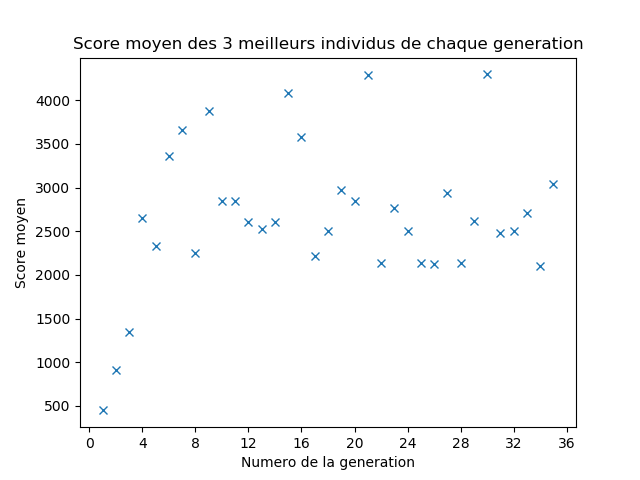 Score moyen des 3 meilleurs individus de chaque generation
4000
3500
3000
2500
2000
1500
1000
500
Score moyen
0 4 8 12 16 20 24 28 32 36
Numero de la generation